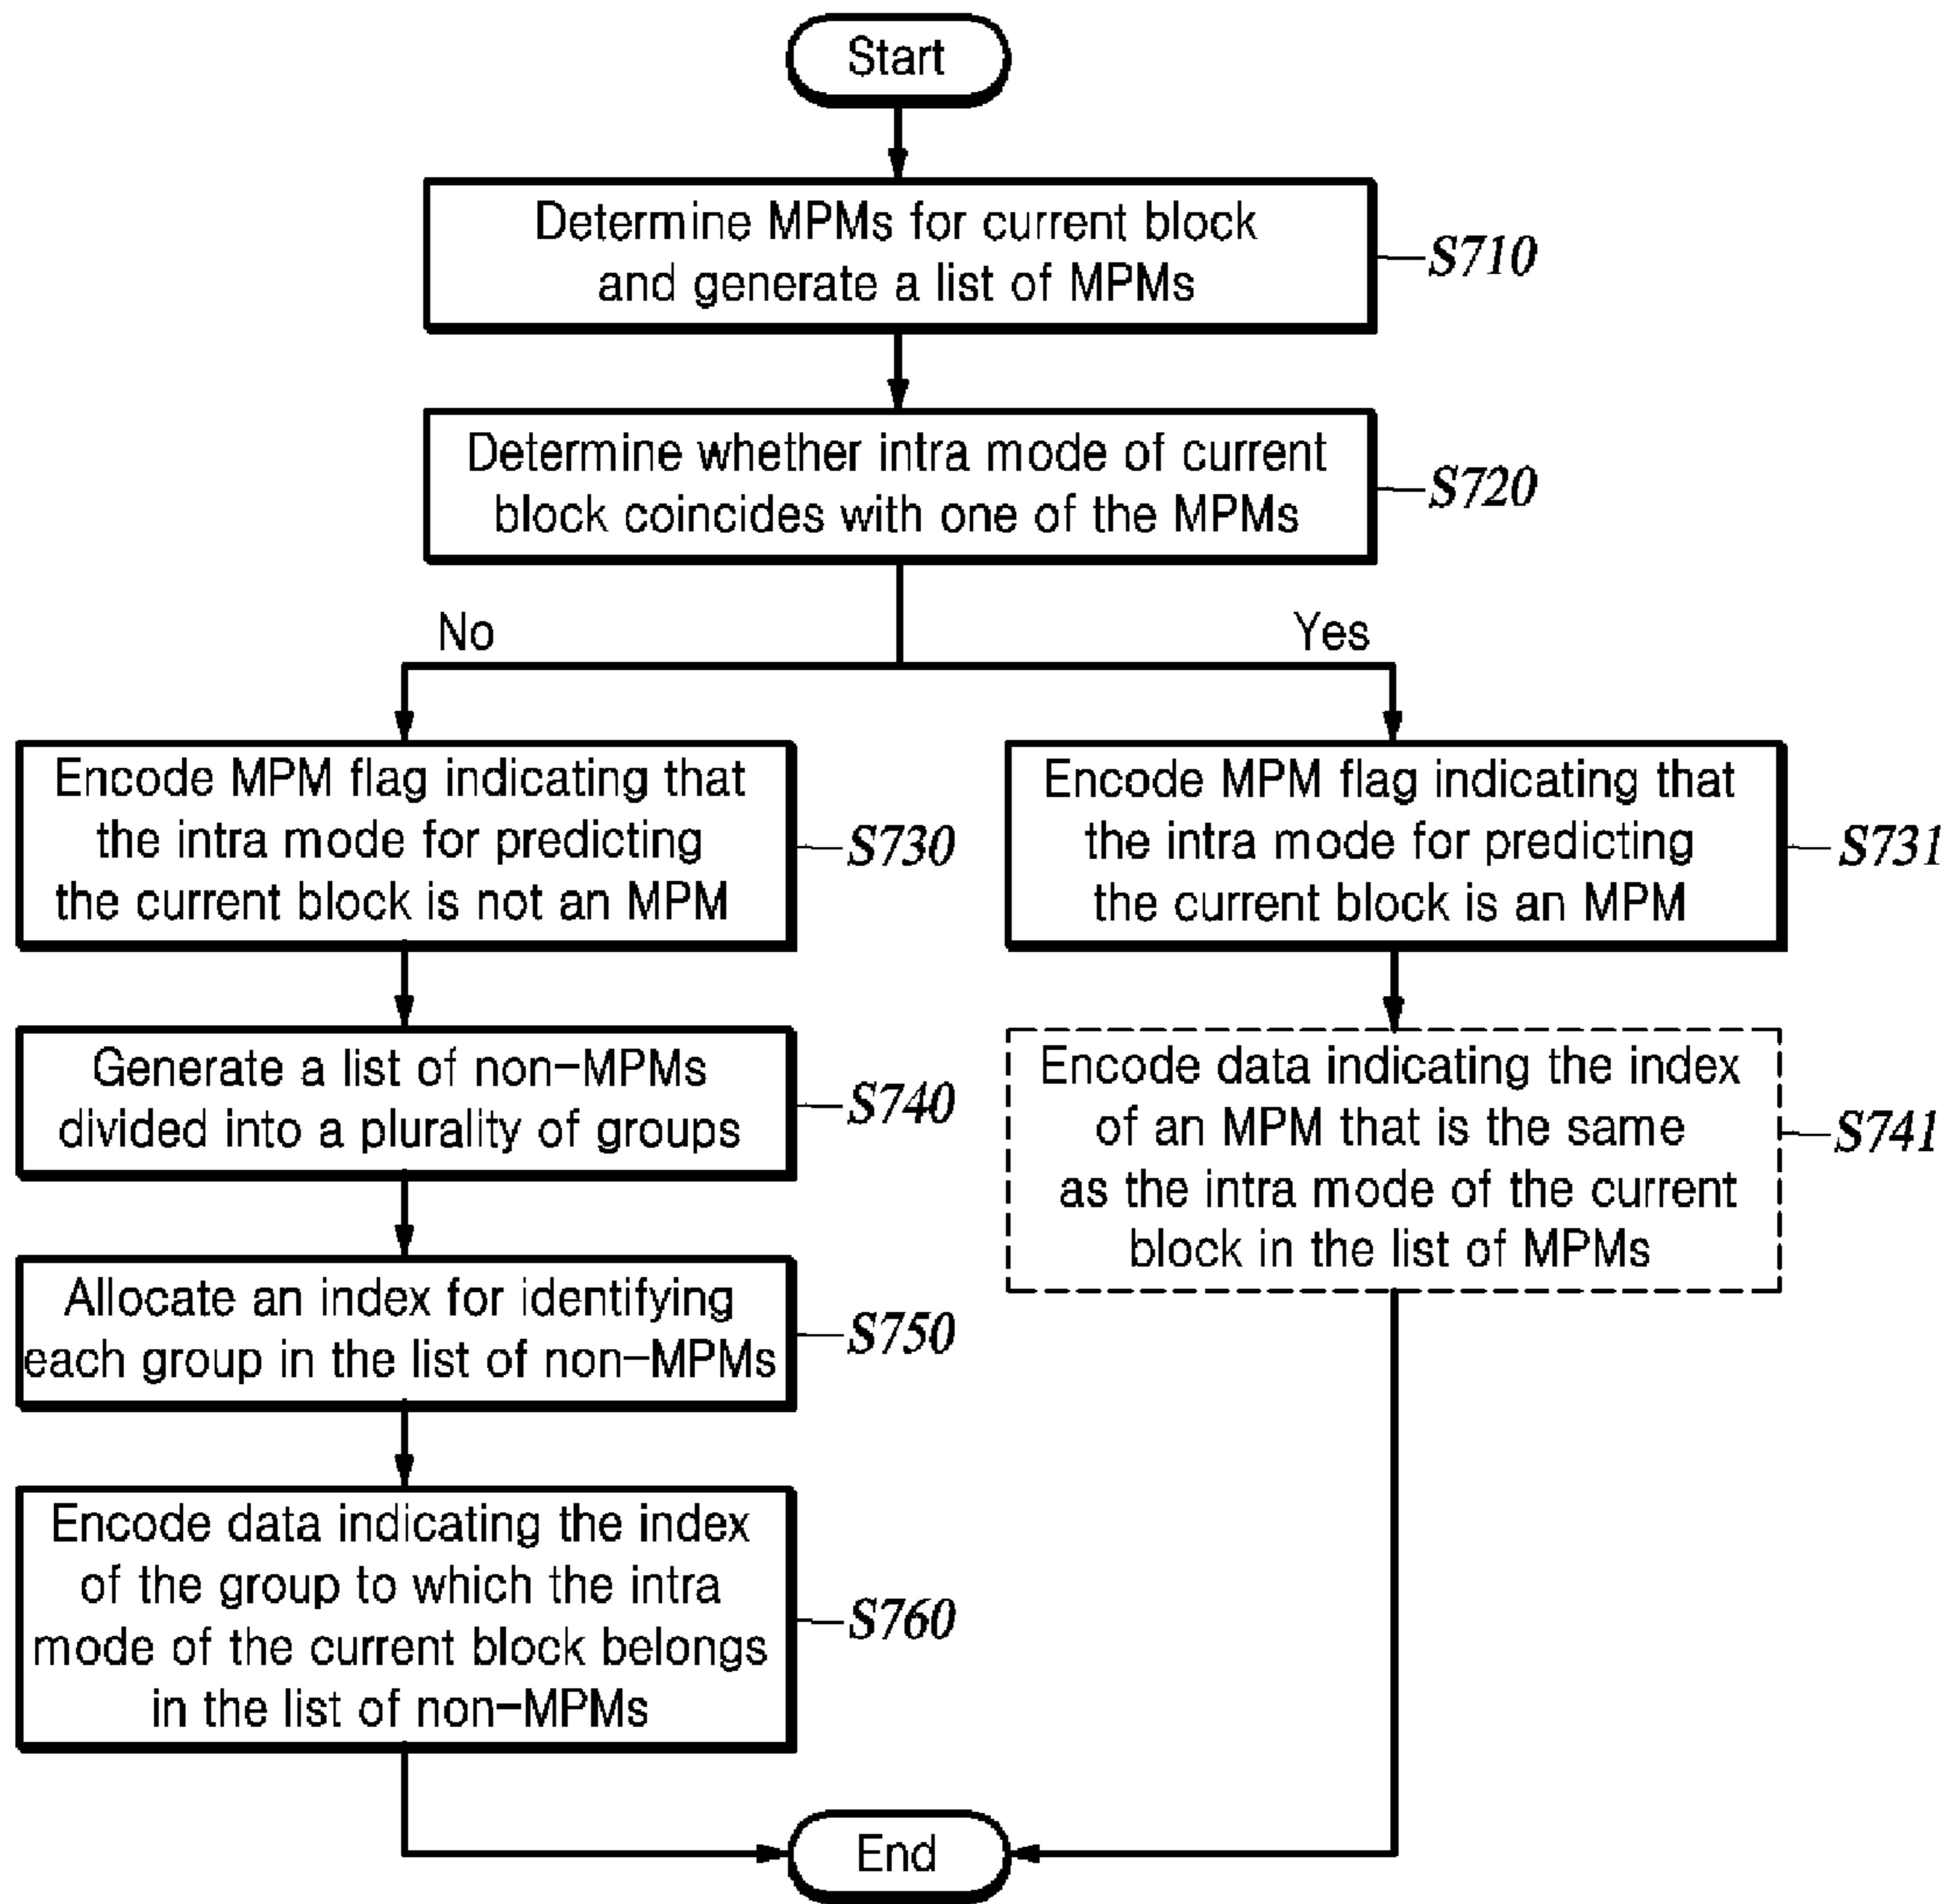 Start
Determine MPMs for current block
and generate a list of MPMs
S710
Determine whether intra mode of current
block coincides with one of the MPMs
S720
No
Yes
Encode MPM flag indicating that
the intra mode for predicting
the current block is not an MPM
S730
Encode MPM flag indicating that
the intra mode for predicting
the current block is an MPM
S731
Generate a list of non-MPMs
divided into a plurality of groups
S740
Encode data indicating the index
of an MPM that is the same
as the intra mode of the current
block in the list of MPMs
S741
Allocate an index for identifying
each group in the list of non-MPMs
S750
Encode data indicating the index
of the group to which the intra
mode of the current block belongs
in the list of non-MPMs
S760
End